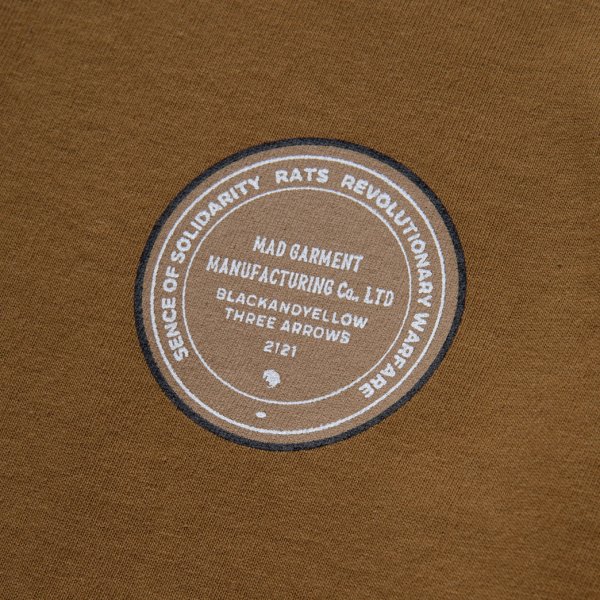 SENCE OF SOLIDARITY RATS REVOLUTIONARY WARFARE
MAD GARMENT
MANUFACTURING Co., LTD
BLACKANDYELLOW
THREE ARROWS
2121